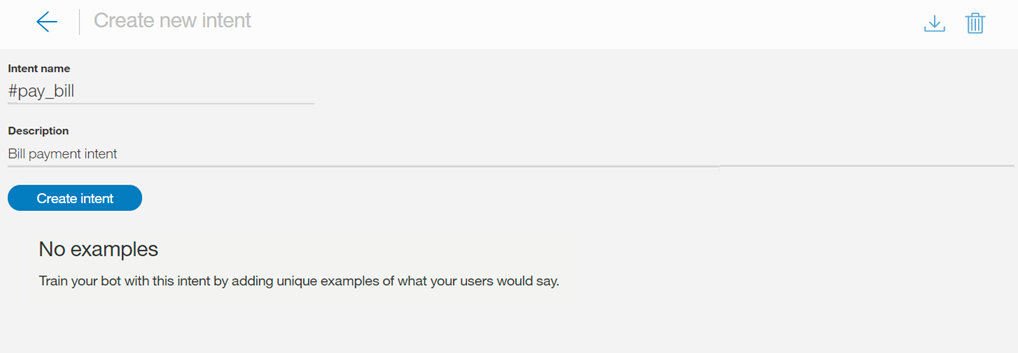 Create new intent
Intent name
#pay_bill
Description
Bill payment intent
Create intent
No examples
Train your bot with this intent by adding unique examples of what your users would say.